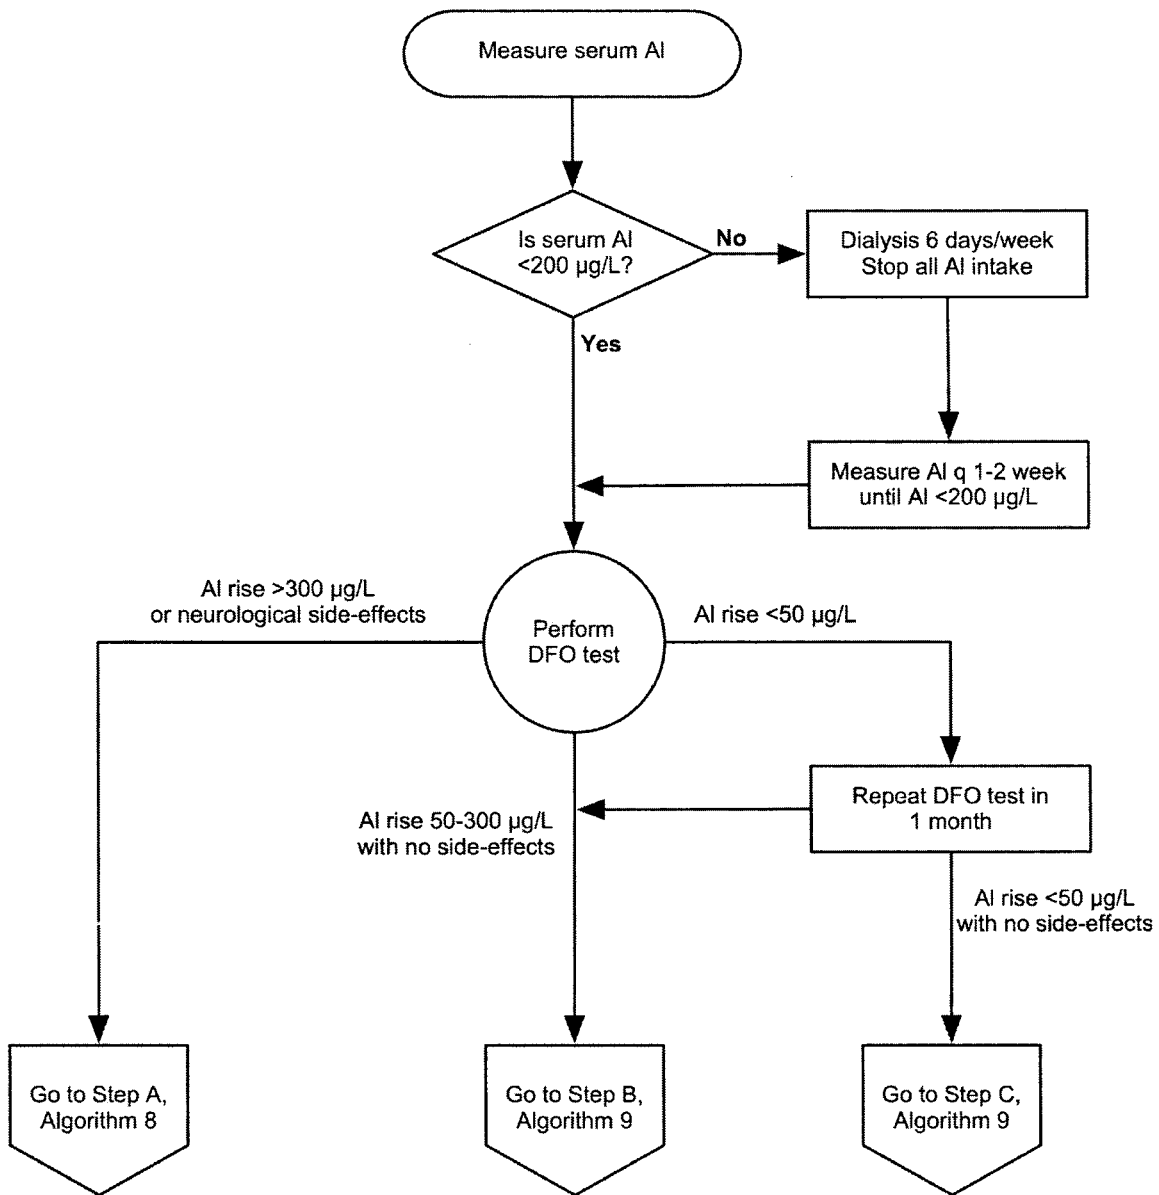 Measure serum Al
Is serum Al
<200 µg/L?
No
Dialysis 6 days/week
Stop all Al intake
Yes
Measure Al q 1-2 week
until Al <200 µg/L
Al rise >300 µg/L
or neurological side-effects
Perform
DFO test
Al rise <50 µg/L
Al rise 50-300 µg/L
with no side-effects
Repeat DFO test in
1 month
Al rise <50 µg/L
with no side-effects
Go to Step A,
Algorithm 8
Go to Step B,
Algorithm 9
Go to Step C,
Algorithm 9